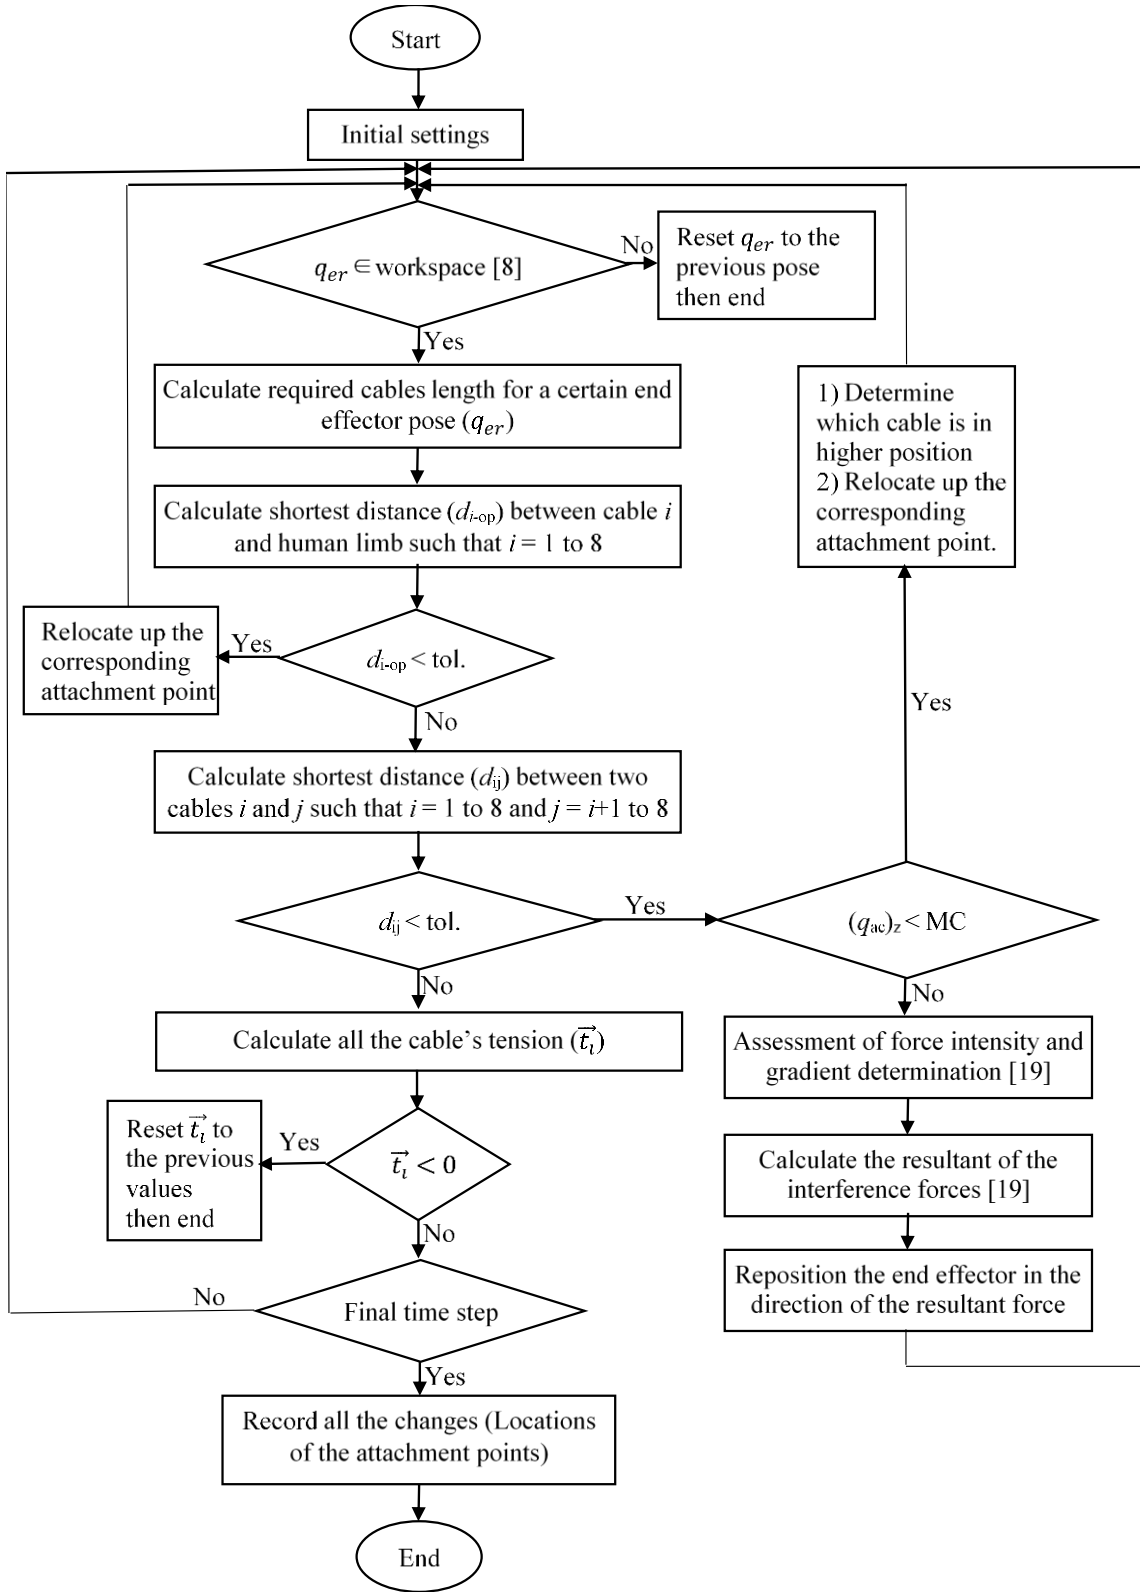 Start
Initial settings
q_er ∈ workspace [8]
No
Reset q_er to the
previous pose
then end
Yes
Calculate required cables length for a certain end
effector pose (q_er)
Calculate shortest distance (d_i-op) between cable i
and human limb such that i = 1 to 8
d_i-op < tol.
Yes
Relocate up the
corresponding
attachment point
No
Calculate shortest distance (d_ij) between two
cables i and j such that i = 1 to 8 and j = i+1 to 8
d_ij < tol.
Yes
(q_ac)_z < MC
Yes
1) Determine
which cable is in
higher position
2) Relocate up the
corresponding
attachment point.
No
Assessment of force intensity and
gradient determination [19]
Calculate the resultant of the
interference forces [19]
Reposition the end effector in the
direction of the resultant force
No
Calculate all the cable's tension (t⃗_ι)
t⃗_ι < 0
Yes
Reset t⃗_ι to
the previous
values
then end
No
Final time step
No
Yes
Record all the changes (Locations
of the attachment points)
End